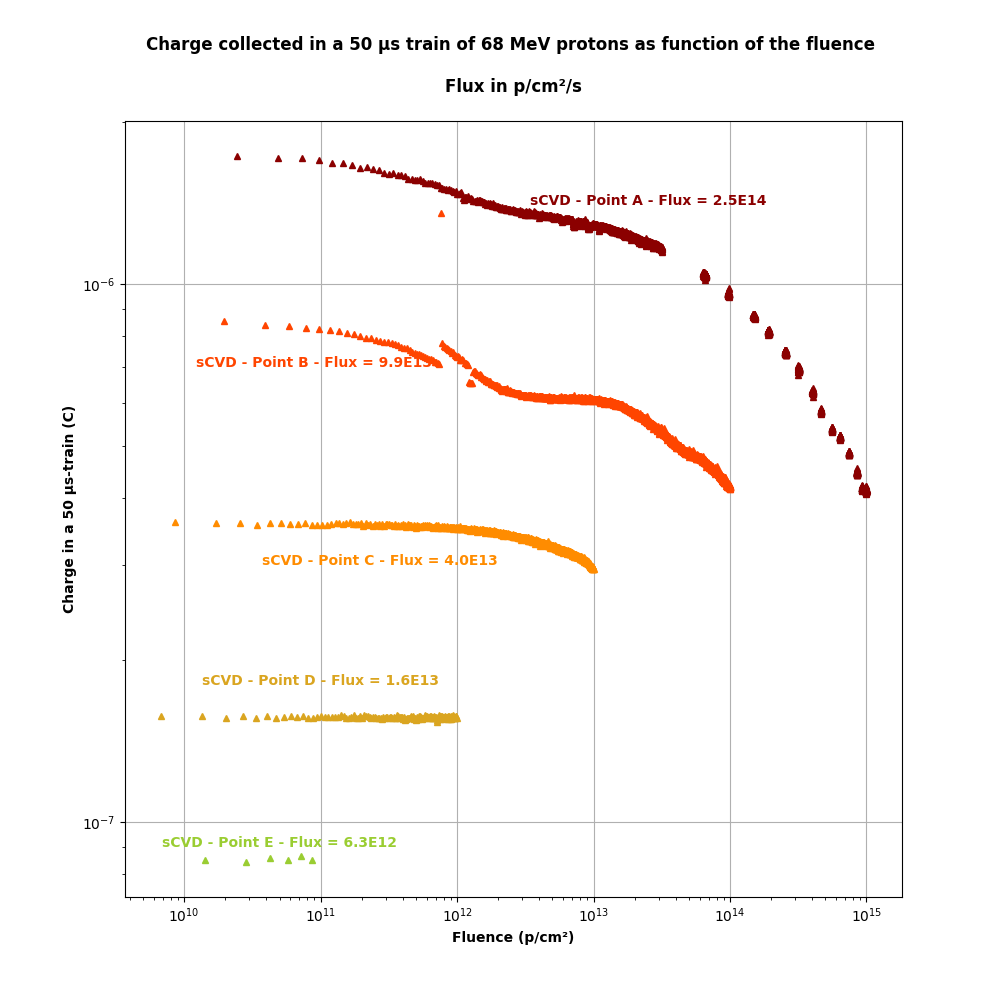 Charge collected in a 50 µs train of 68 MeV protons as function of the fluence
Flux in p/cm²/s
sCVD - Point A - Flux = 2.5E14
10⁻⁶
sCVD - Point B - Flux = 9.9E13
Charge in a 50 µs-train (C)
sCVD - Point C - Flux = 4.0E13
sCVD - Point D - Flux = 1.6E13
10⁻⁷
sCVD - Point E - Flux = 6.3E12
10¹⁰ 10¹¹ 10¹² 10¹³ 10¹⁴ 10¹⁵
Fluence (p/cm²)